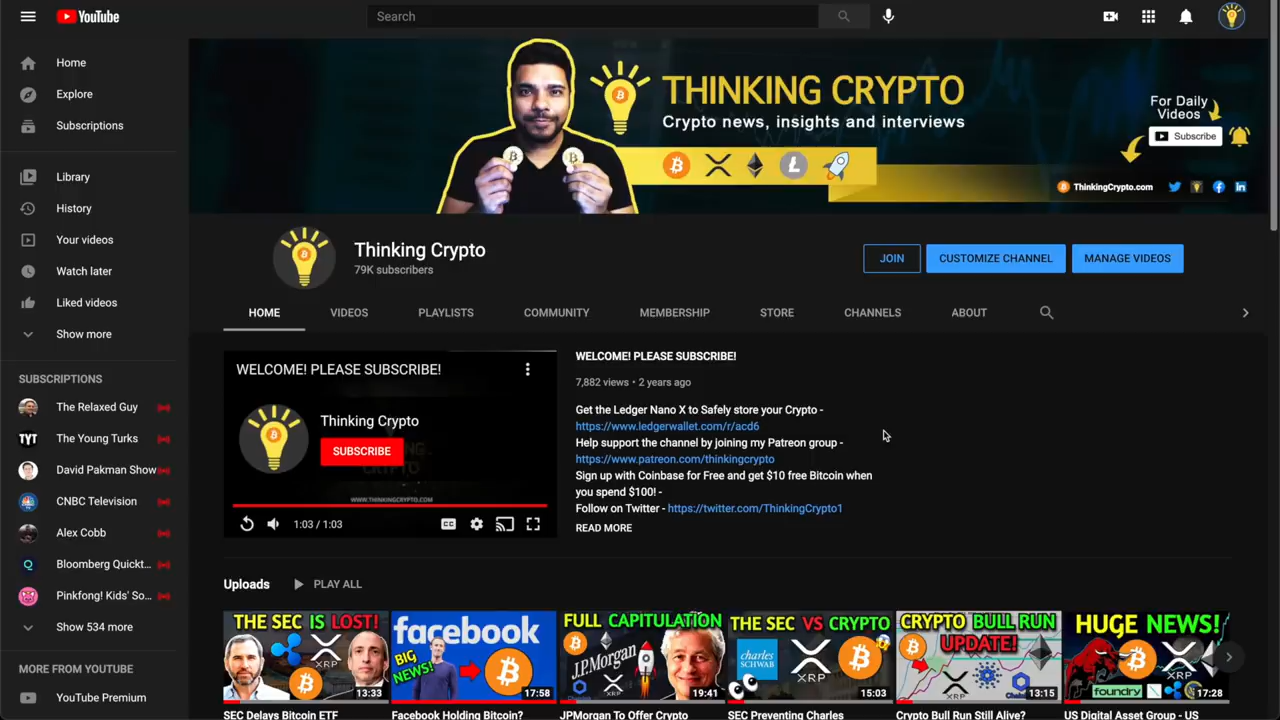 YouTube
Search
Home
Explore
Subscriptions
Library
History
Your videos
Watch later
Liked videos
Show more
SUBSCRIPTIONS
The Relaxed Guy
The Young Turks
David Pakman Show
CNBC Television
Alex Cobb
Bloomberg Quickt...
Pinkfong! Kids' So...
Show 534 more
MORE FROM YOUTUBE
YouTube Premium
THINKING CRYPTO
Crypto news, insights and interviews
For Daily
Videos
Subscribe
ThinkingCrypto.com
Thinking Crypto
79K subscribers
JOIN
CUSTOMIZE CHANNEL
MANAGE VIDEOS
HOME
VIDEOS
PLAYLISTS
COMMUNITY
MEMBERSHIP
STORE
CHANNELS
ABOUT
WELCOME! PLEASE SUBSCRIBE!
Thinking Crypto
SUBSCRIBE
WWW.THINKINGCRYPTO.COM
1:03 / 1:03
WELCOME! PLEASE SUBSCRIBE!
7,882 views • 2 years ago
Get the Ledger Nano X to Safely store your Crypto -
https://www.ledgerwallet.com/r/acd6
Help support the channel by joining my Patreon group -
https://www.patreon.com/thinkingcrypto
Sign up with Coinbase for Free and get $10 free Bitcoin when
you spend $100! -
Follow on Twitter - https://twitter.com/ThinkingCrypto1
READ MORE
Uploads
PLAY ALL
THE SEC IS LOST!
XRP
13:33
SEC Delays Bitcoin ETF
facebook
BIG
NEWS!
17:58
Facebook Holding Bitcoin?
FULL CAPITULATION
J.P.Morgan
XRP
19:41
JPMorgan To Offer Crypto
THE SEC VS CRYPTO
charles
SCHWAB
XRP
15:03
SEC Preventing Charles
CRYPTO BULL RUN
UPDATE!
XRP
13:15
Crypto Bull Run Still Alive?
HUGE NEWS!
XRP
foundry
17:28
US Digital Asset Group - US